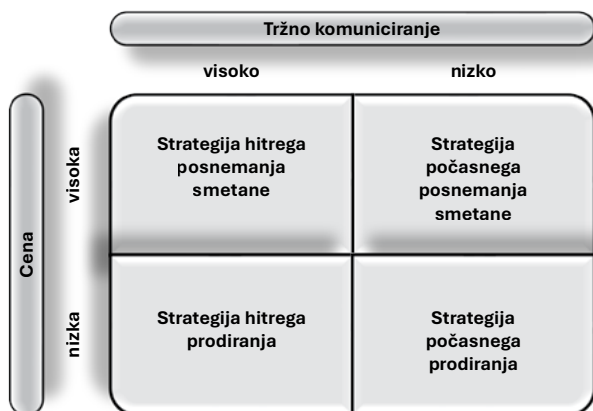 Tržno komuniciranje
visoko nizko
Cena
visoka
Strategija hitrega
posnemanja
smetane
Strategija
počasnega
posnemanja
smetane
nizka
Strategija hitrega
prodiranja
Strategija
počasnega
prodiranja